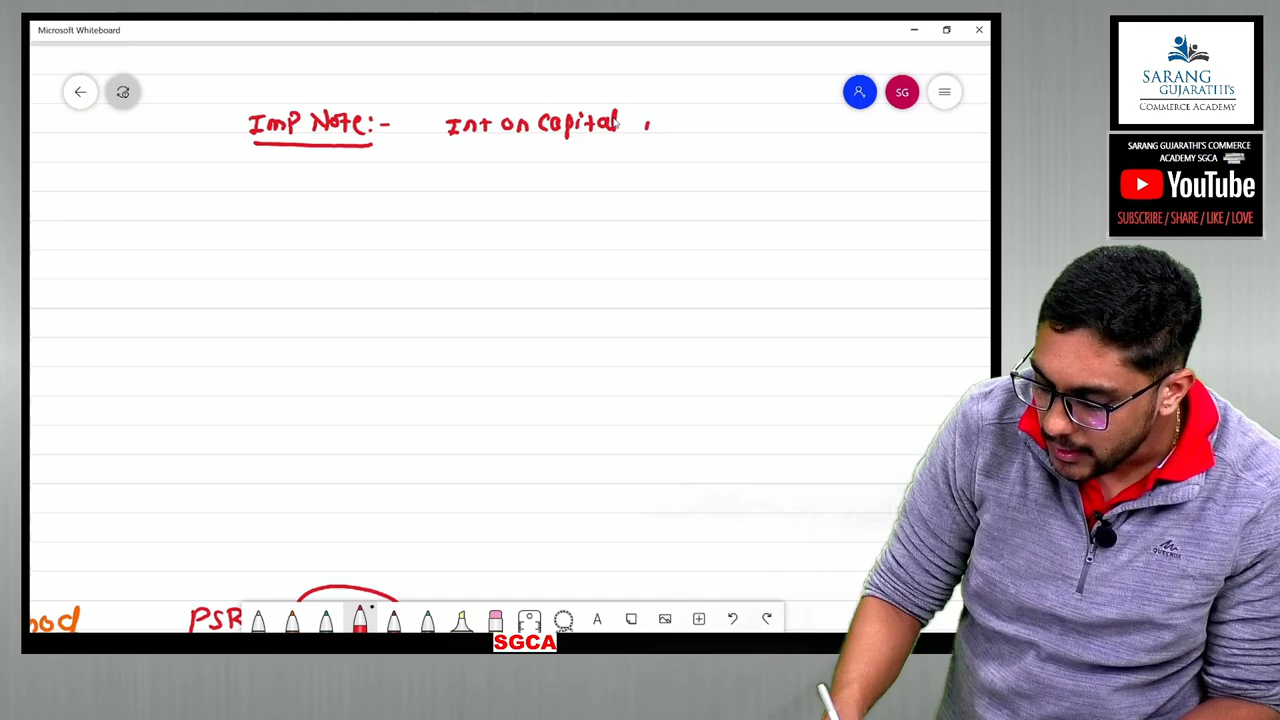 Microsoft Whiteboard
SG
Imp Note:- Int on Capital
PSR
SGCA
SARANG
GUJARATHI'S
COMMERCE ACADEMY
SARANG GUJARATHI'S COMMERCE
ACADEMY SGCA
YouTube
SUBSCRIBE / SHARE / LIKE / LOVE